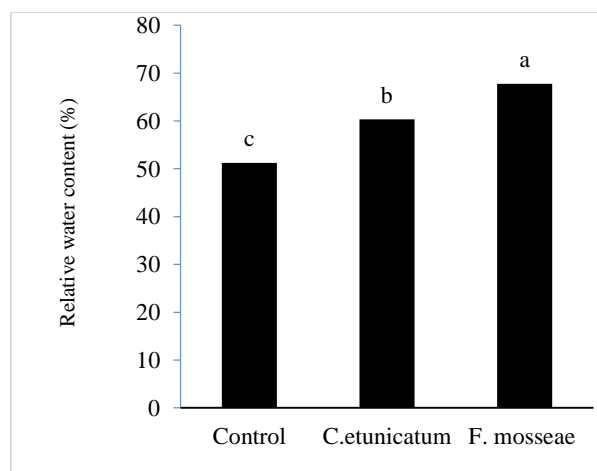 80
70
60
50
40
30
20
10
0
Relative water content (%)
c
b
a
Control
C.etunicatum
F. mosseae